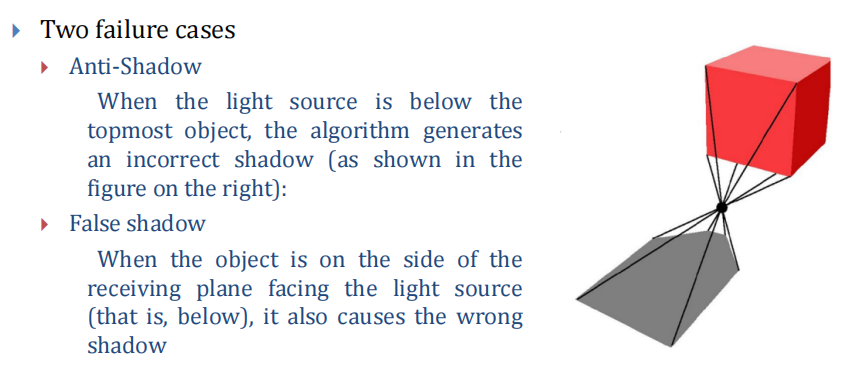 Two failure cases
Anti-Shadow
When the light source is below the
topmost object, the algorithm generates
an incorrect shadow (as shown in the
figure on the right):
False shadow
When the object is on the side of the
receiving plane facing the light source
(that is, below), it also causes the wrong
shadow